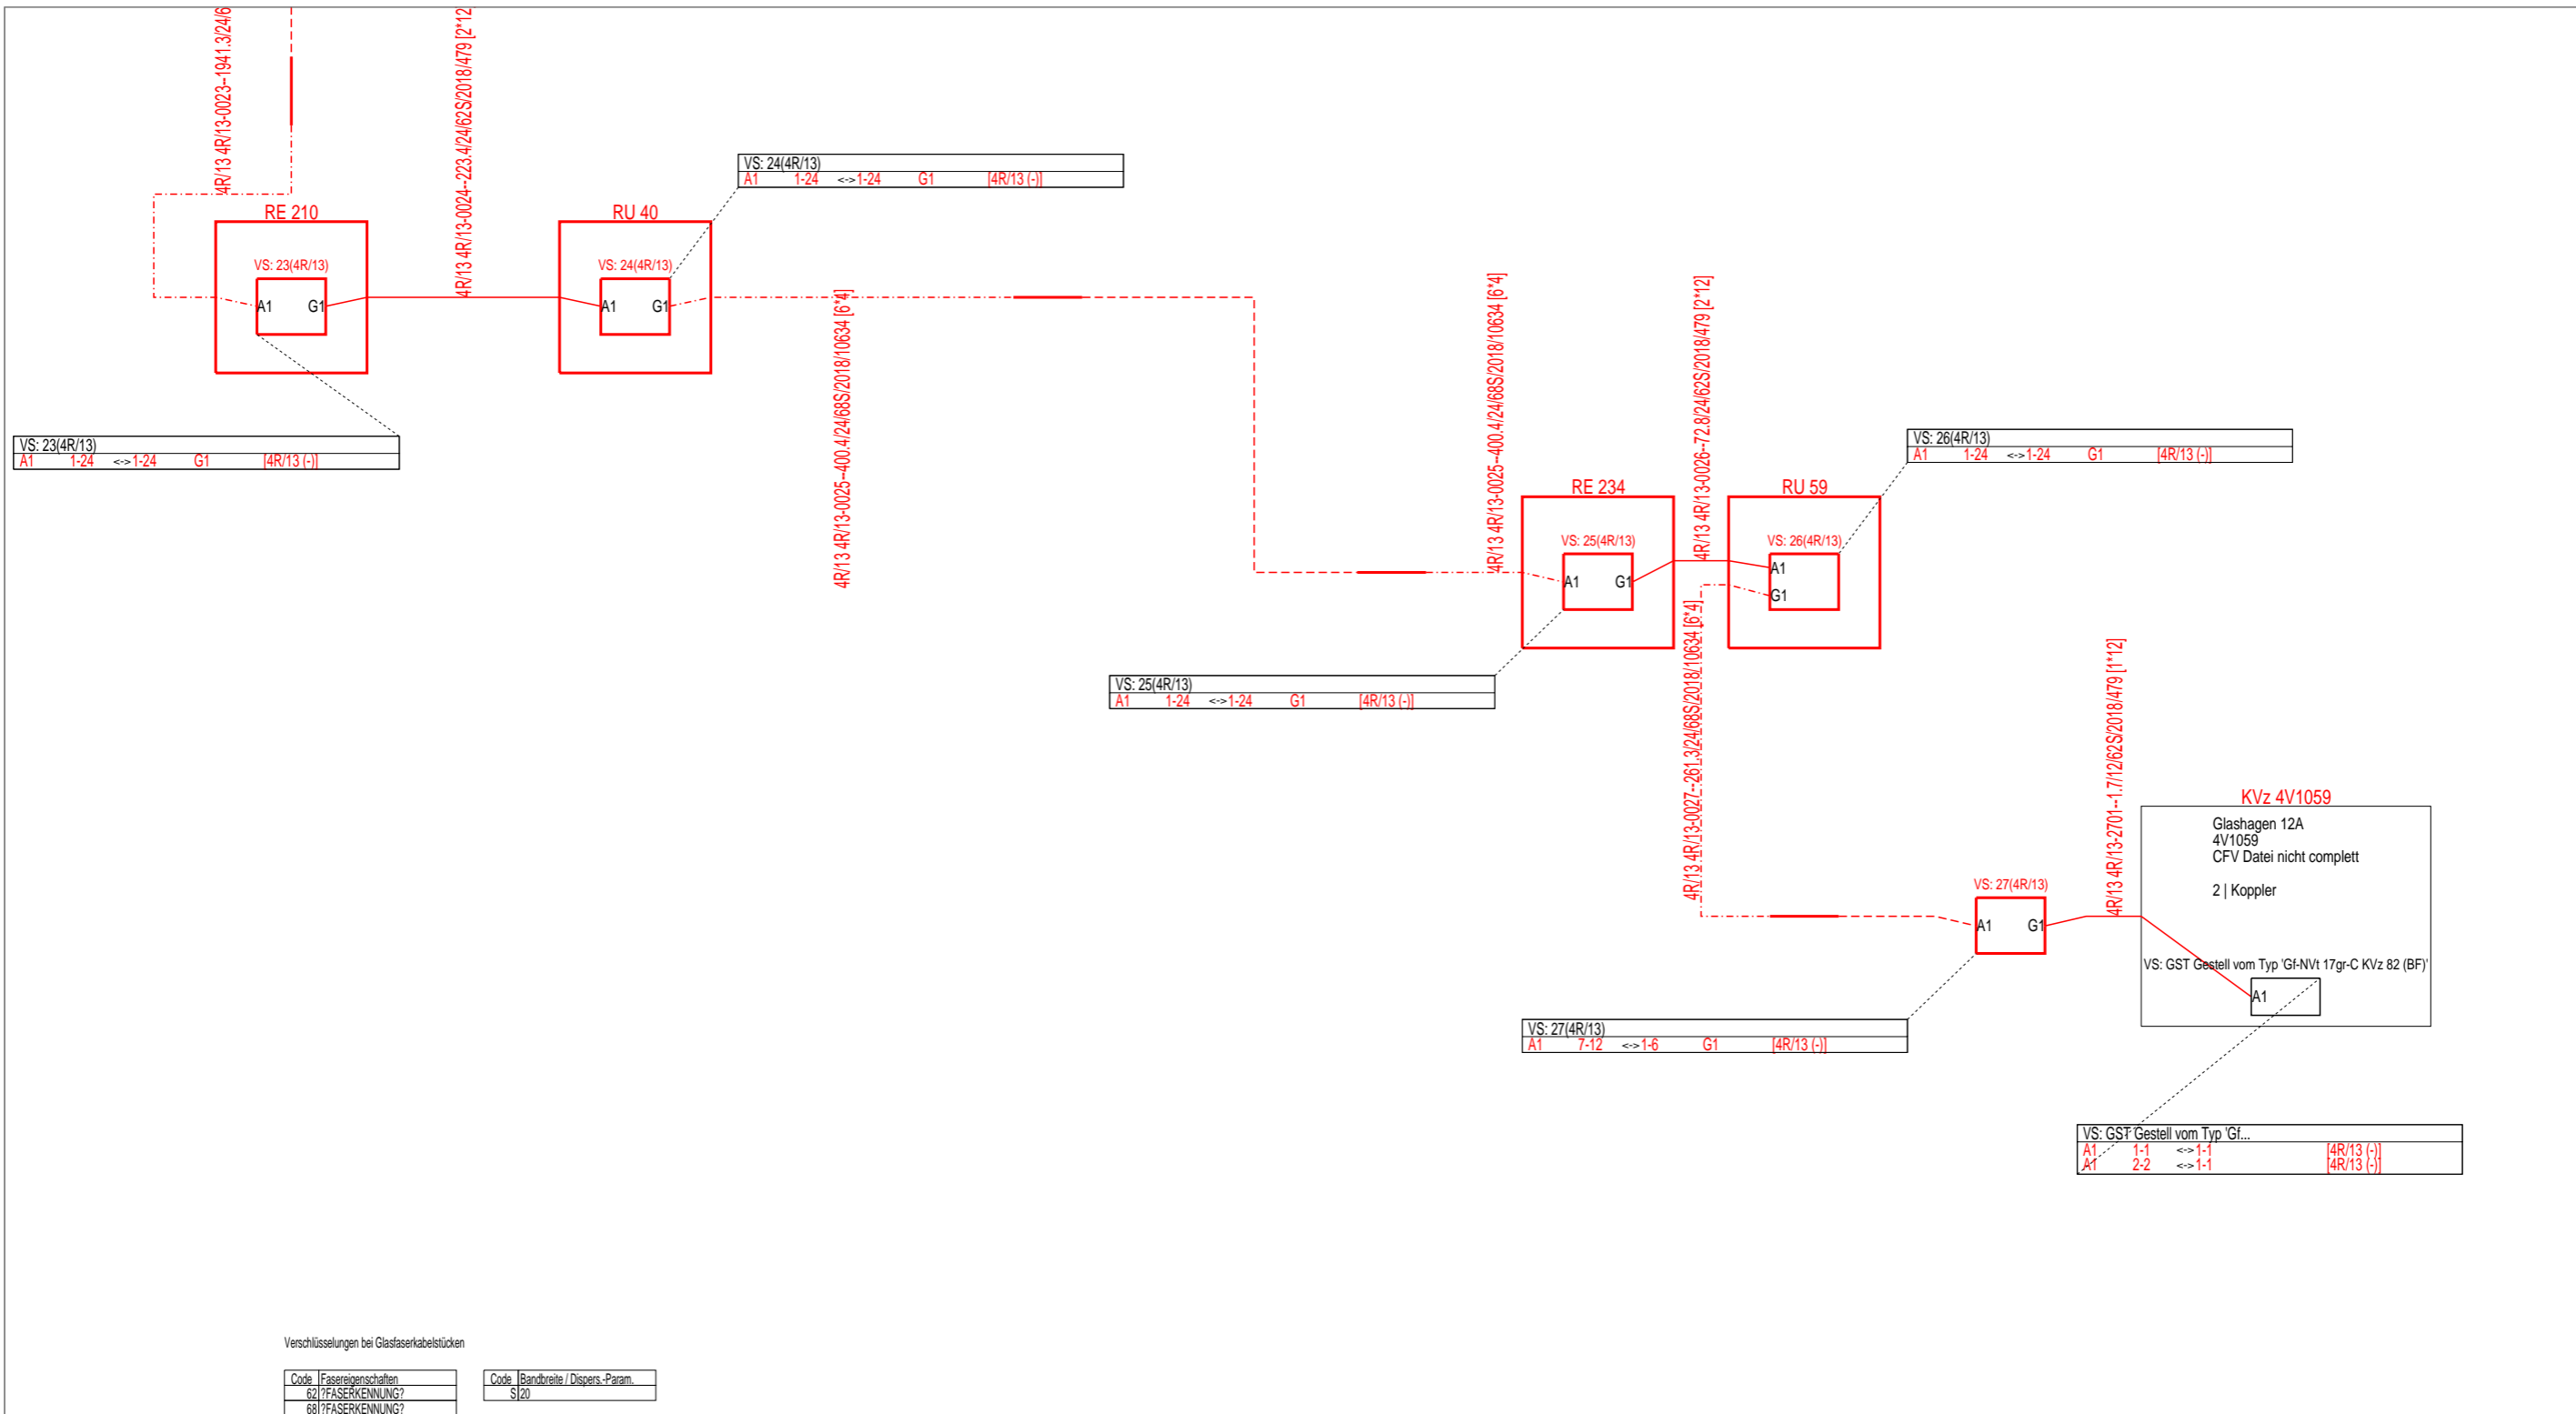 4R/13 4R/13-0023--1941.3/24/6
4R/13 4R/13-0024--223.4/24/62S/2018/479 [2*12]
VS: 24(4R/13)
A1 1-24 <->1-24 G1 [4R/13 (-)]
RE 210
VS: 23(4R/13)
A1 G1
RU 40
VS: 24(4R/13)
A1 G1
4R/13 4R/13-0025--400.4/24/68S/2018/10634 [6*4]
VS: 23(4R/13)
A1 1-24 <->1-24 G1 [4R/13 (-)]
4R/13 4R/13-0025--400.4/24/68S/2018/10634 [6*4]
4R/13 4R/13-0026--72.8/24/62S/2018/479 [2*12]
VS: 26(4R/13)
A1 1-24 <->1-24 G1 [4R/13 (-)]
RE 234
VS: 25(4R/13)
A1 G1
RU 59
VS: 26(4R/13)
A1
G1
4R/13 4R/13-0027--261.3/24/68S/2018/10634 [6*4]
VS: 25(4R/13)
A1 1-24 <->1-24 G1 [4R/13 (-)]
4R/13 4R/13-2701--1.7/12/62S/2018/479 [1*12]
KVz 4V1059
Glashagen 12A
4V1059
CFV Datei nicht complett
2 | Koppler
VS: 27(4R/13)
A1 G1
VS: GST Gestell vom Typ 'Gf-NVt 17gr-C KVz 82 (BF)'
A1
VS: 27(4R/13)
A1 7-12 <->1-6 G1 [4R/13 (-)]
VS: GST Gestell vom Typ 'Gf...
A1 1-1 <->1-1 [4R/13 (-)]
A1 2-2 <->1-1 [4R/13 (-)]
Verschlüsselungen bei Glasfaserkabelstücken
Code Fasereigenschaften
62 ?FASERKENNUNG?
68 ?FASERKENNUNG?
Code Bandbreite / Dispers.-Param.
S 20